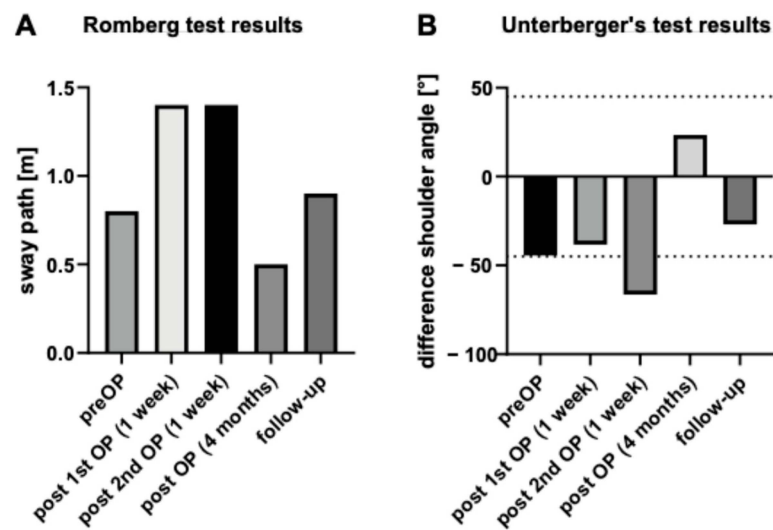 A Romberg test results
1.5
1.0
0.5
0.0
sway path [m]
preOP
post 1st OP (1 week)
post 2nd OP (1 week)
post OP (4 months)
follow-up
B Unterberger's test results
50
0
− 50
− 100
difference shoulder angle [°]
preOP
post 1st OP (1 week)
post 2nd OP (1 week)
post OP (4 months)
follow-up